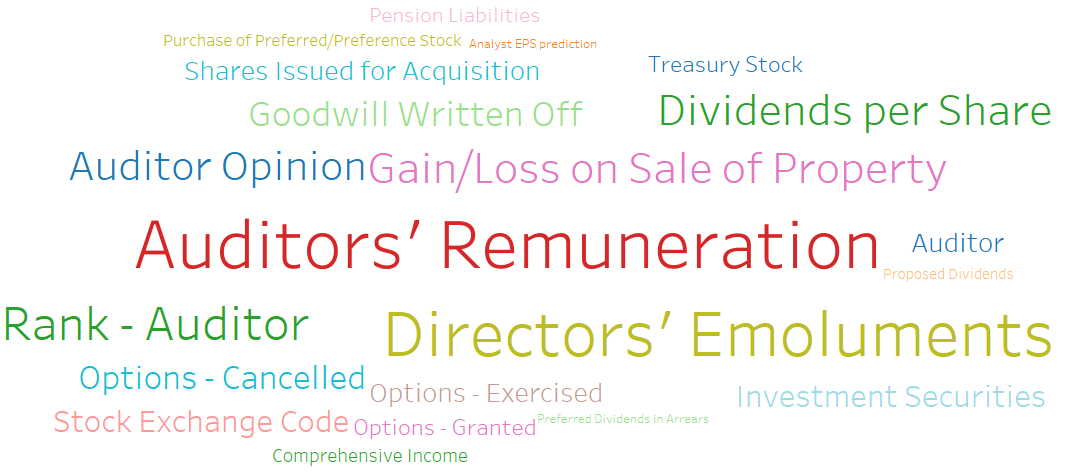 Pension Liabilities
Purchase of Preferred/Preference Stock
Analyst EPS prediction
Shares Issued for Acquisition
Treasury Stock
Goodwill Written Off
Dividends per Share
Auditor Opinion
Gain/Loss on Sale of Property
Auditors’ Remuneration
Auditor
Proposed Dividends
Rank - Auditor
Directors’ Emoluments
Options - Cancelled
Options - Exercised
Investment Securities
Stock Exchange Code
Options - Granted
Preferred Dividends in Arrears
Comprehensive Income